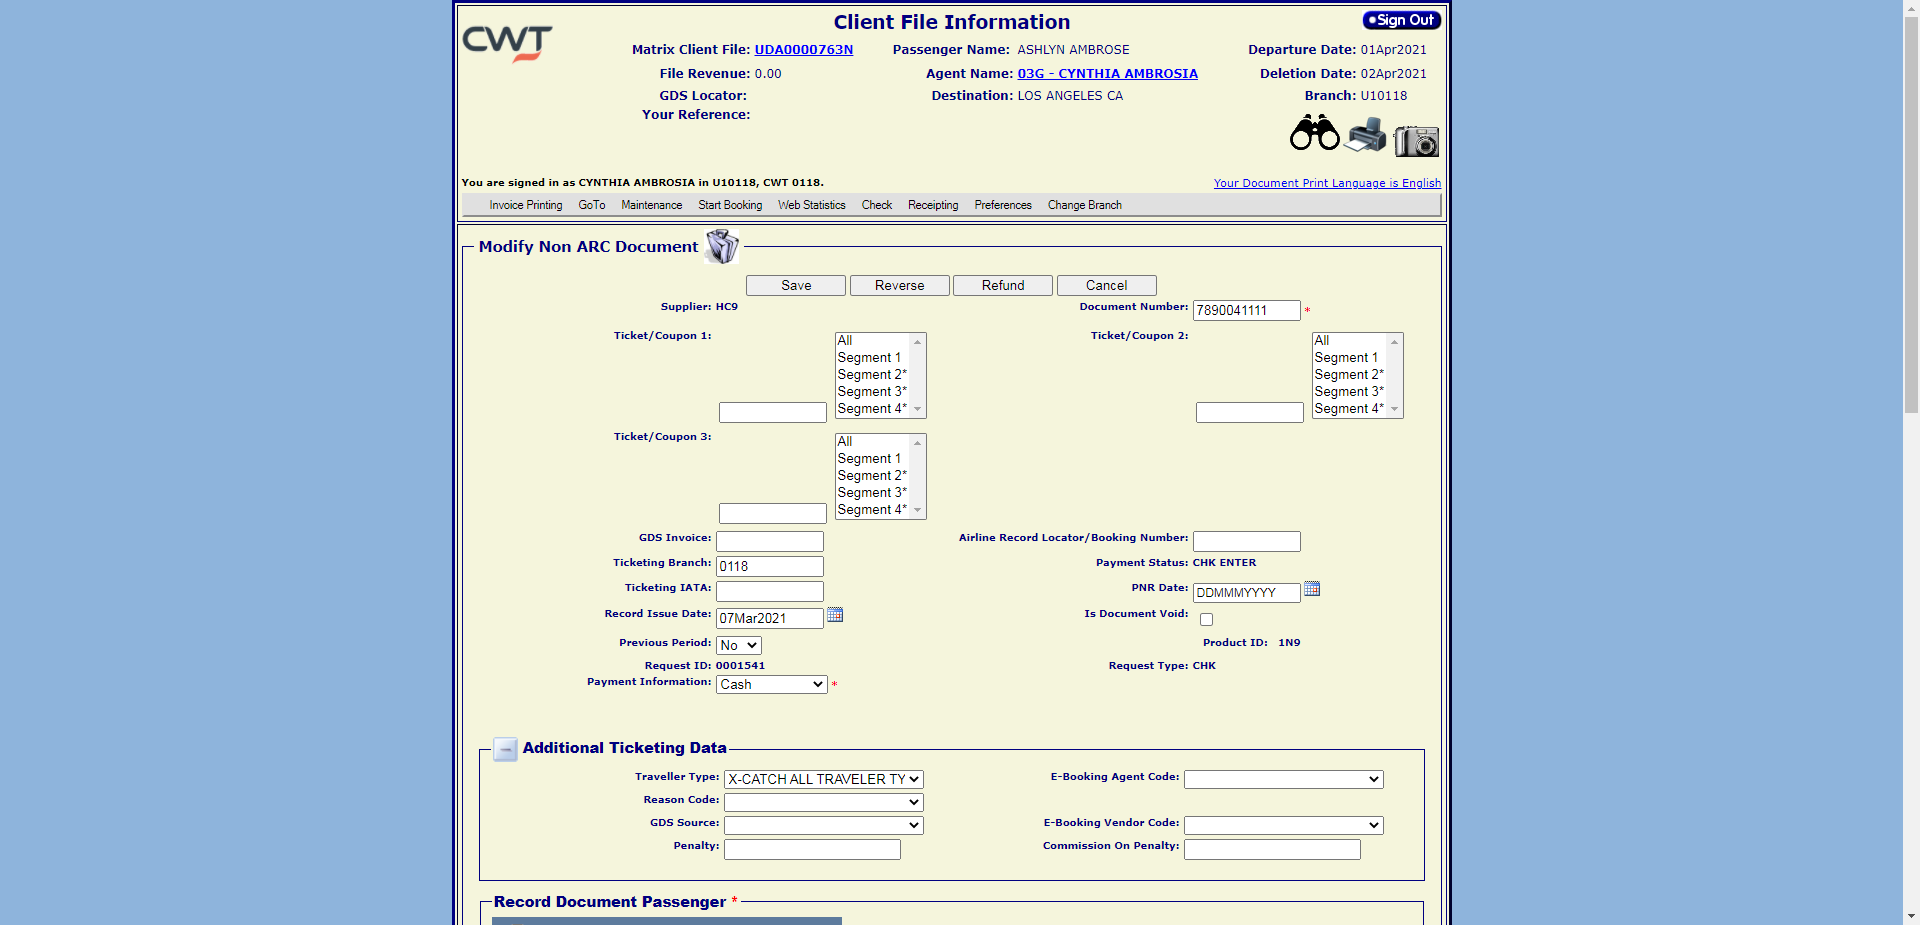 CWT
Client File Information
Sign Out
Matrix Client File: UDA0000763N Passenger Name: ASHLYN AMBROSE Departure Date: 01Apr2021
File Revenue: 0.00 Agent Name: 03G - CYNTHIA AMBROSIA Deletion Date: 02Apr2021
GDS Locator: Destination: LOS ANGELES CA Branch: U10118
Your Reference:
You are signed in as CYNTHIA AMBROSIA in U10118, CWT 0118. Your Document Print Language is English
Invoice Printing GoTo Maintenance Start Booking Web Statistics Check Receipting Preferences Change Branch
Modify Non ARC Document
Save Reverse Refund Cancel
Supplier: HC9 Document Number: 7890041111 *
Ticket/Coupon 1:
All
Segment 1
Segment 2*
Segment 3*
Segment 4*
Ticket/Coupon 2:
All
Segment 1
Segment 2*
Segment 3*
Segment 4*
Ticket/Coupon 3:
All
Segment 1
Segment 2*
Segment 3*
Segment 4*
GDS Invoice: Airline Record Locator/Booking Number:
Ticketing Branch: 0118 Payment Status: CHK ENTER
Ticketing IATA: PNR Date: DDMMMYYYY
Record Issue Date: 07Mar2021 Is Document Void:
Previous Period: No Product ID: 1N9
Request ID: 0001541 Request Type: CHK
Payment Information: Cash *
Additional Ticketing Data
Traveller Type: X-CATCH ALL TRAVELER TY E-Booking Agent Code:
Reason Code:
GDS Source: E-Booking Vendor Code:
Penalty: Commission On Penalty:
Record Document Passenger *